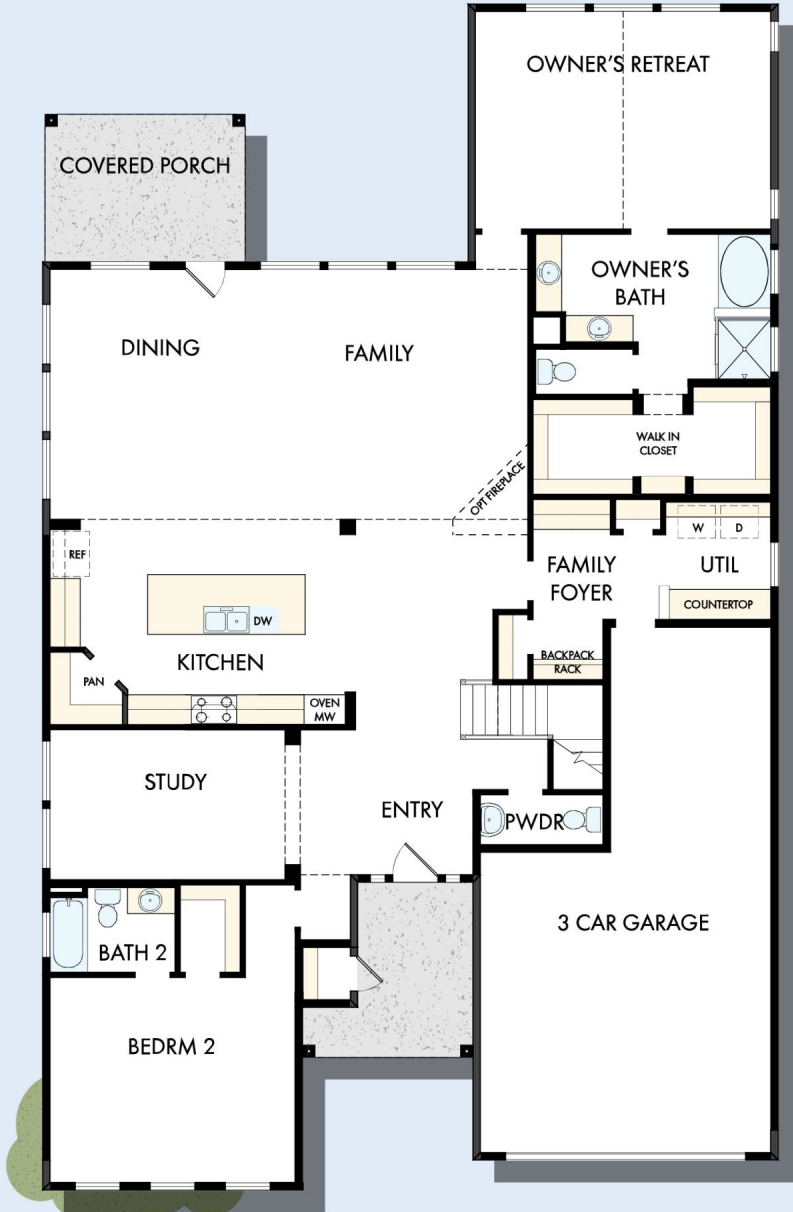 OWNER'S RETREAT
COVERED PORCH
OWNER'S
BATH
DINING
FAMILY
WALK IN
CLOSET
OPT FIREPLACE
W
D
REF
FAMILY
FOYER
UTIL
COUNTERTOP
DW
KITCHEN
BACKPACK
RACK
PAN
OVEN
MW
STUDY
ENTRY
PWDR
3 CAR GARAGE
BATH 2
BEDRM 2